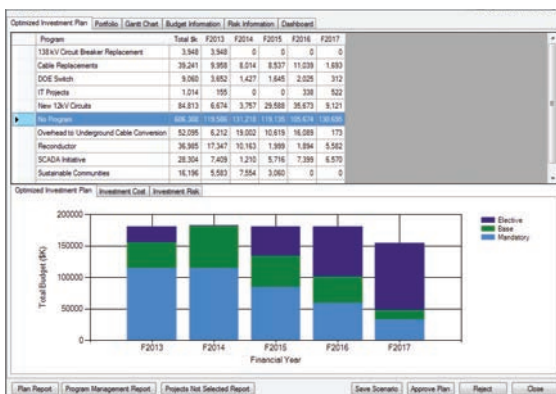 Optimized Investment Plan Portfolio Gantt Chart Budget Information Risk Information Dashboard
Program Total $k F2013 F2014 F2015 F2016 F2017
138 kV Circuit Breaker Replacement 3,948 3,948 0 0 0 0
Cable Replacements 39,241 9,958 8,014 8,537 11,039 1,693
DOE Switch 9,060 3,652 1,427 1,645 2,025 312
IT Projects 1,014 155 0 0 338 522
New 12kV Circuits 84,813 6,674 3,757 29,588 35,673 9,121
No Program
Overhead to Underground Cable Conversion 52,095 6,212 19,002 10,619 16,089 173
Reconductor 36,985 17,347 10,163 1,999 1,894 5,582
SCADA Initiative 28,304 7,409 1,210 5,716 7,399 6,570
Sustainable Communities 16,196 5,583 7,554 3,060 0 0
Optimized Investment Plan Investment Cost Investment Risk
Total Budget ($K)
200000
150000
100000
50000
0
F2013 F2014 F2015 F2016 F2017
Financial Year
Elective
Base
Mandatory
Plan Report Program Management Report Projects Not Selected Report Save Scenario Approve Plan Reject Close